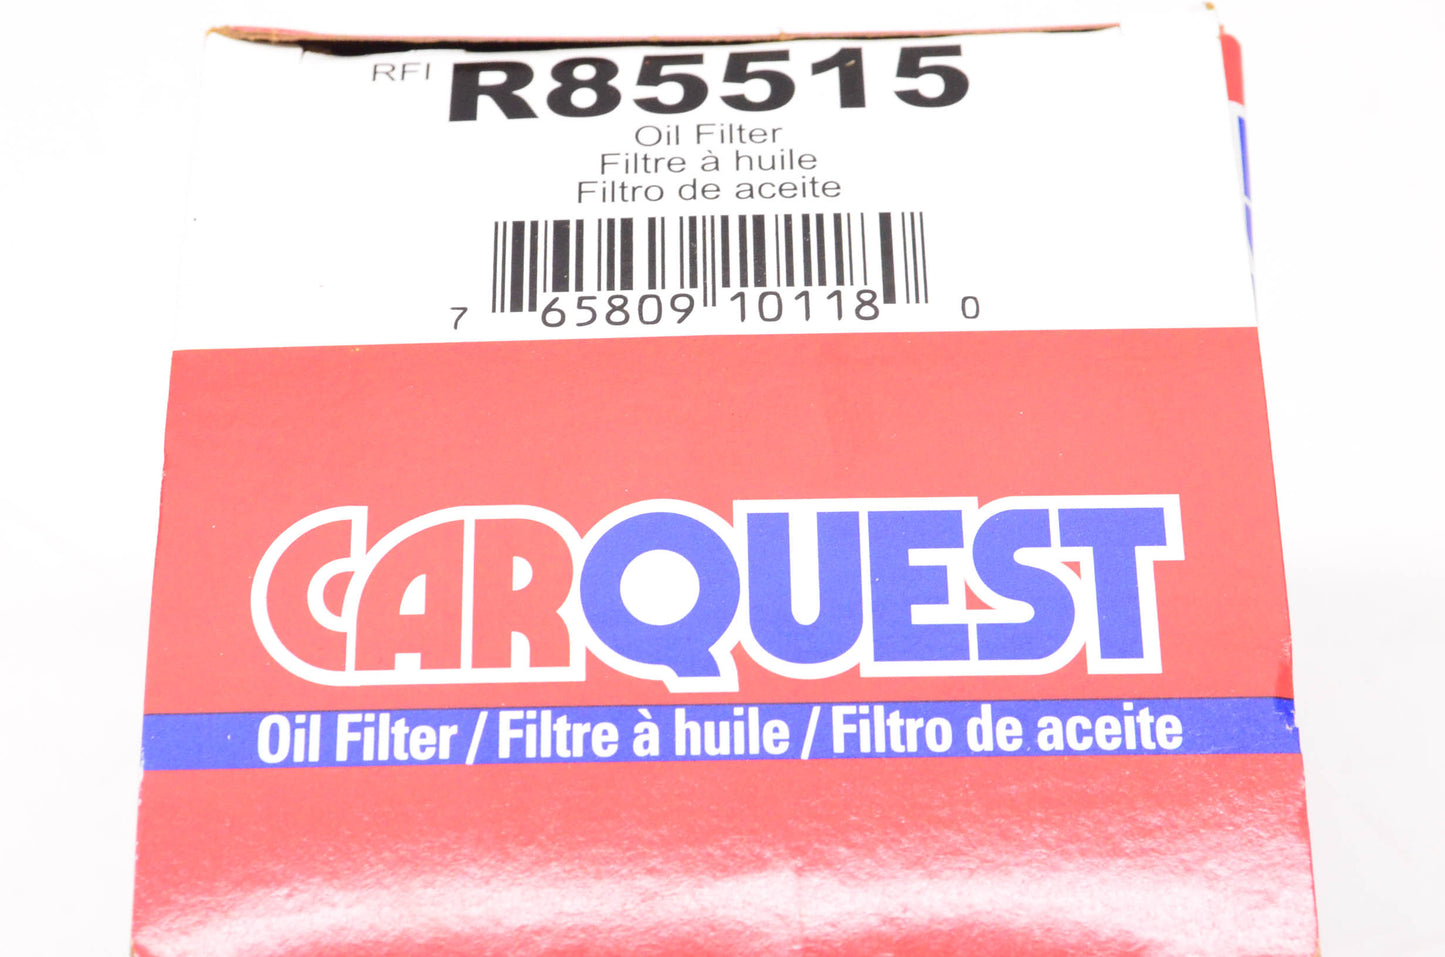 RFI R85515
Oil Filter
Filtre à huile
Filtro de aceite
7 65809 10118 0
CARQUEST
Oil Filter / Filtre à huile / Filtro de aceite